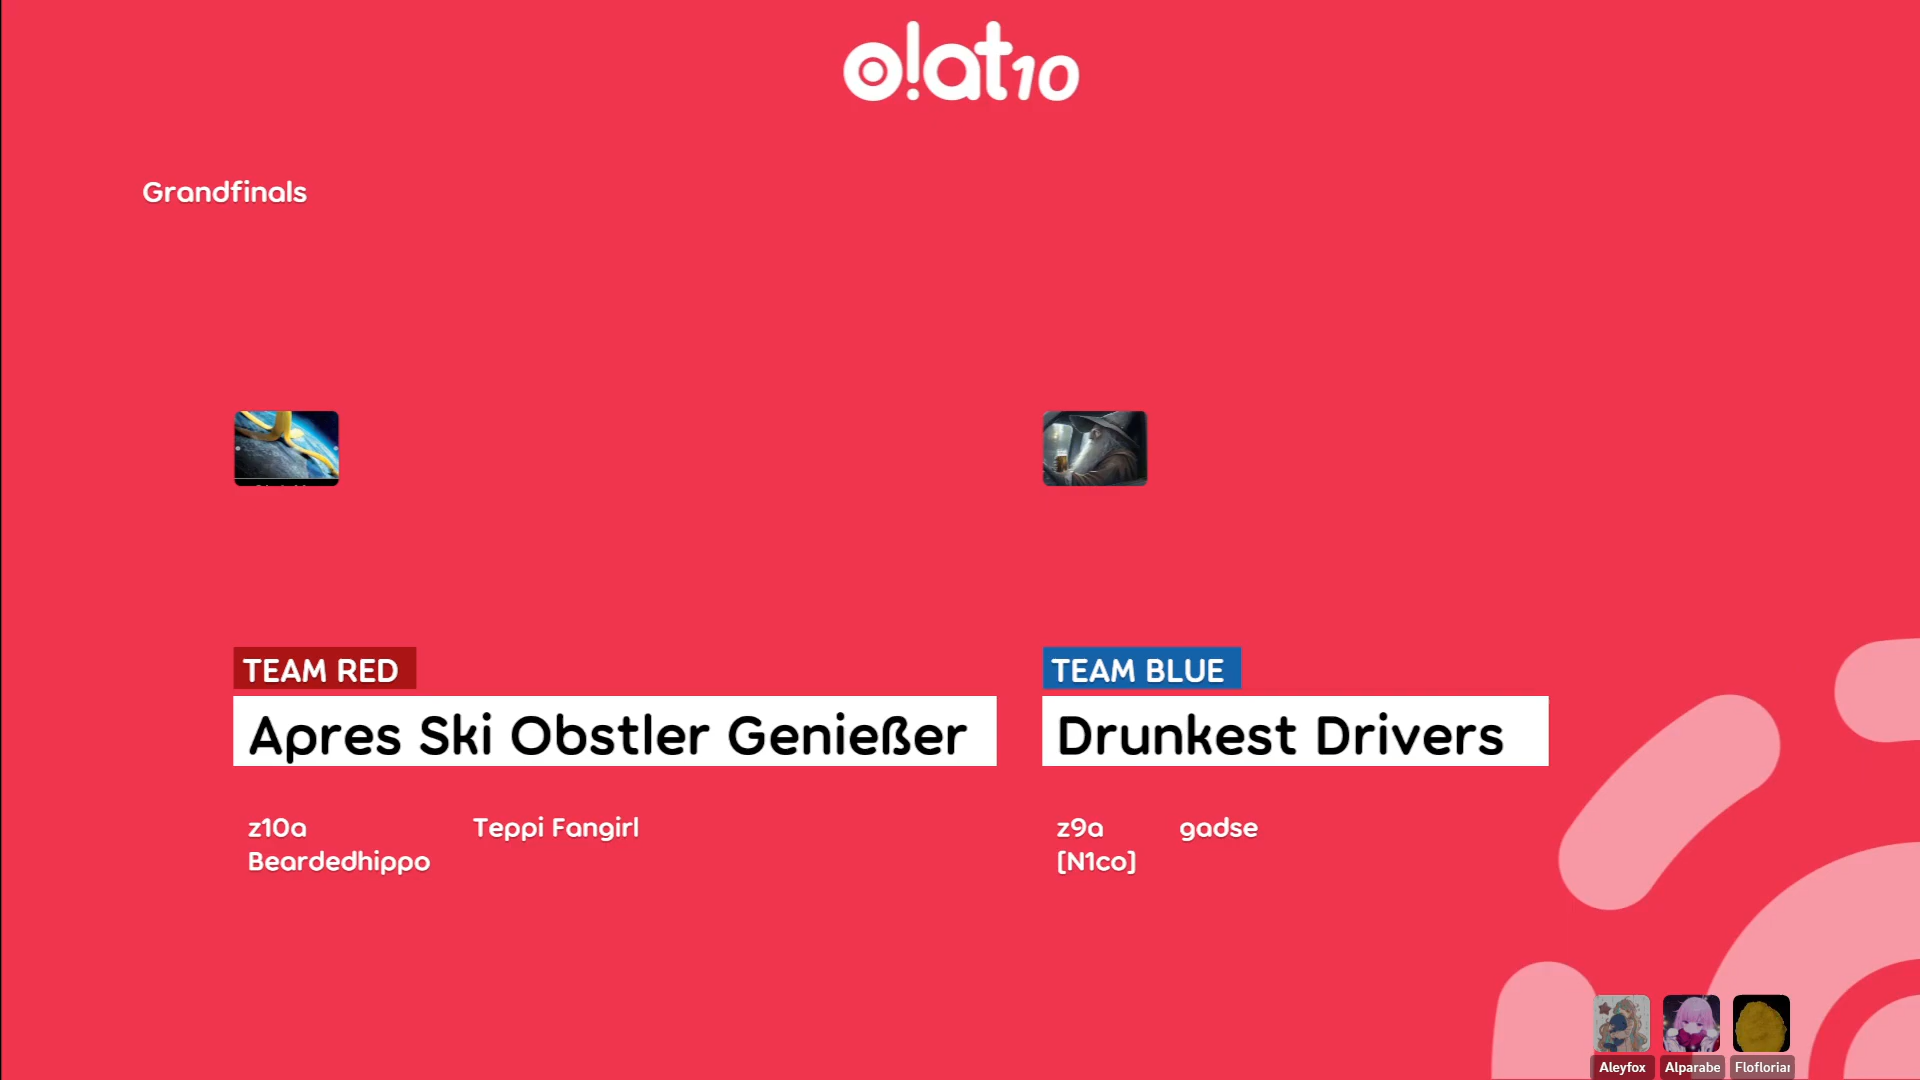 o!at10
Grandfinals
TEAM RED
Apres Ski Obstler Genießer
z10a
Teppi Fangirl
Beardedhippo
TEAM BLUE
Drunkest Drivers
z9a
gadse
[N1co]
Aleyfox
Alparabe
Floflorian